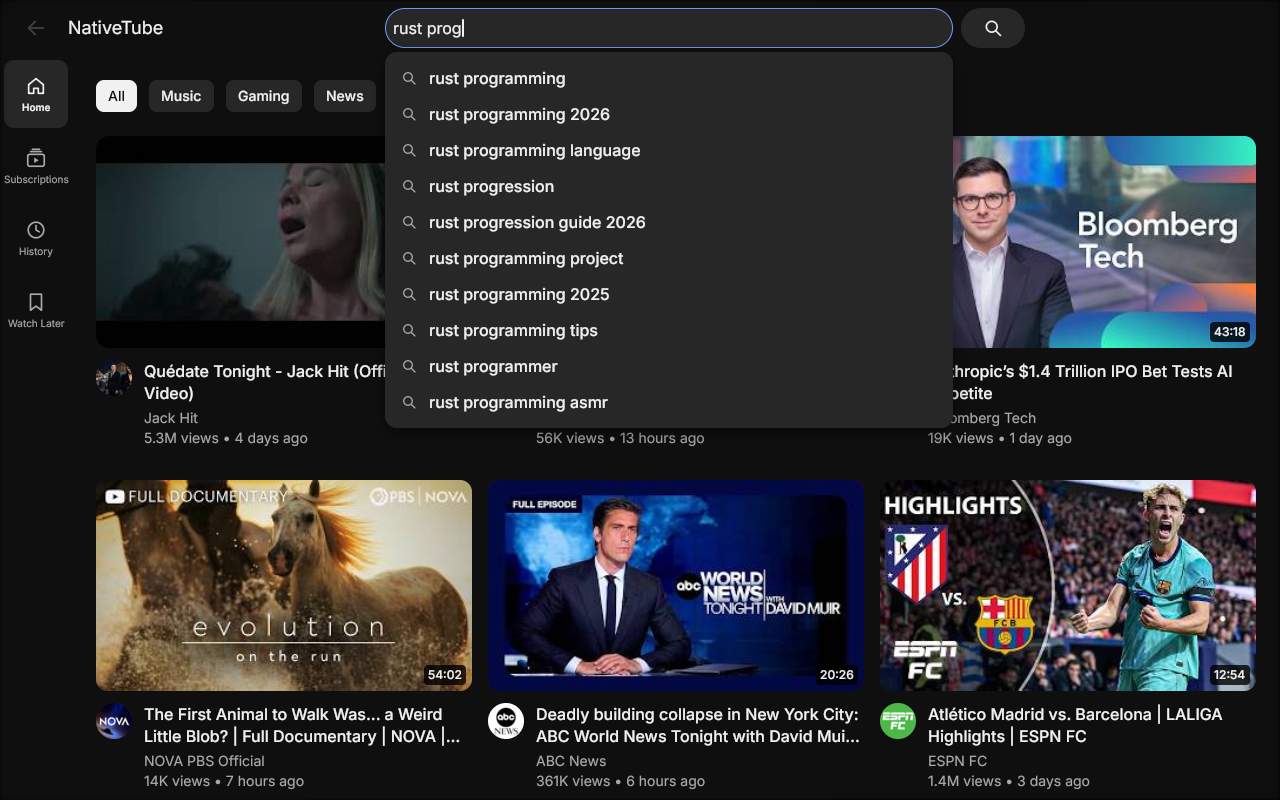 NativeTube
rust prog
Home
Subscriptions
History
Watch Later
All
Music
Gaming
News
rust programming
rust programming 2026
rust programming language
rust progression
rust progression guide 2026
rust programming project
rust programming 2025
rust programming tips
rust programmer
rust programming asmr
Quédate Tonight - Jack Hit (Offi
Video)
Jack Hit
5.3M views • 4 days ago
56K views • 13 hours ago
Bloomberg
Tech
43:18
thropic’s $1.4 Trillion IPO Bet Tests AI
petite
omberg Tech
19K views • 1 day ago
FULL DOCUMENTARY
PBS | NOVA
evolution
on the run
54:02
NOVA
The First Animal to Walk Was... a Weird
Little Blob? | Full Documentary | NOVA |...
NOVA PBS Official
14K views • 7 hours ago
FULL EPISODE
abc WORLD
NEWS
TONIGHT WITH DAVID MUIR
20:26
abc
NEWS
Deadly building collapse in New York City:
ABC World News Tonight with David Mui...
ABC News
361K views • 6 hours ago
HIGHLIGHTS
VS.
FCB
ESPN
FC
12:54
ESPN
FC
Atlético Madrid vs. Barcelona | LALIGA
Highlights | ESPN FC
ESPN FC
1.4M views • 3 days ago